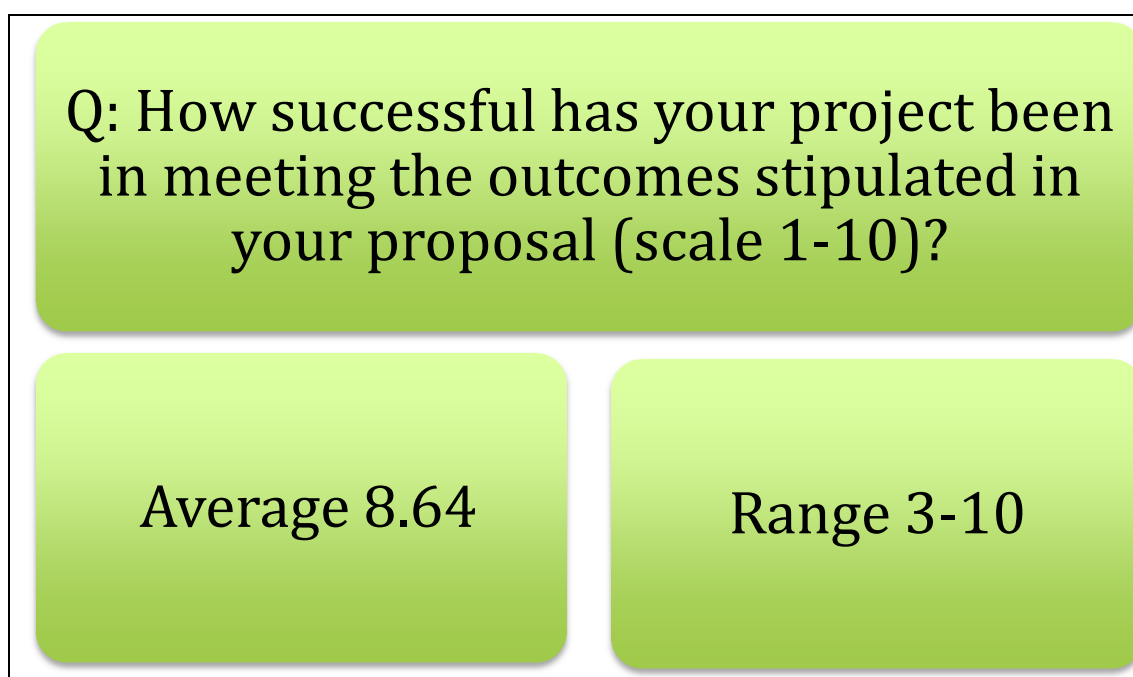 Q: How successful has your project been
in meeting the outcomes stipulated in
your proposal (scale 1-10)?
Average 8.64
Range 3-10